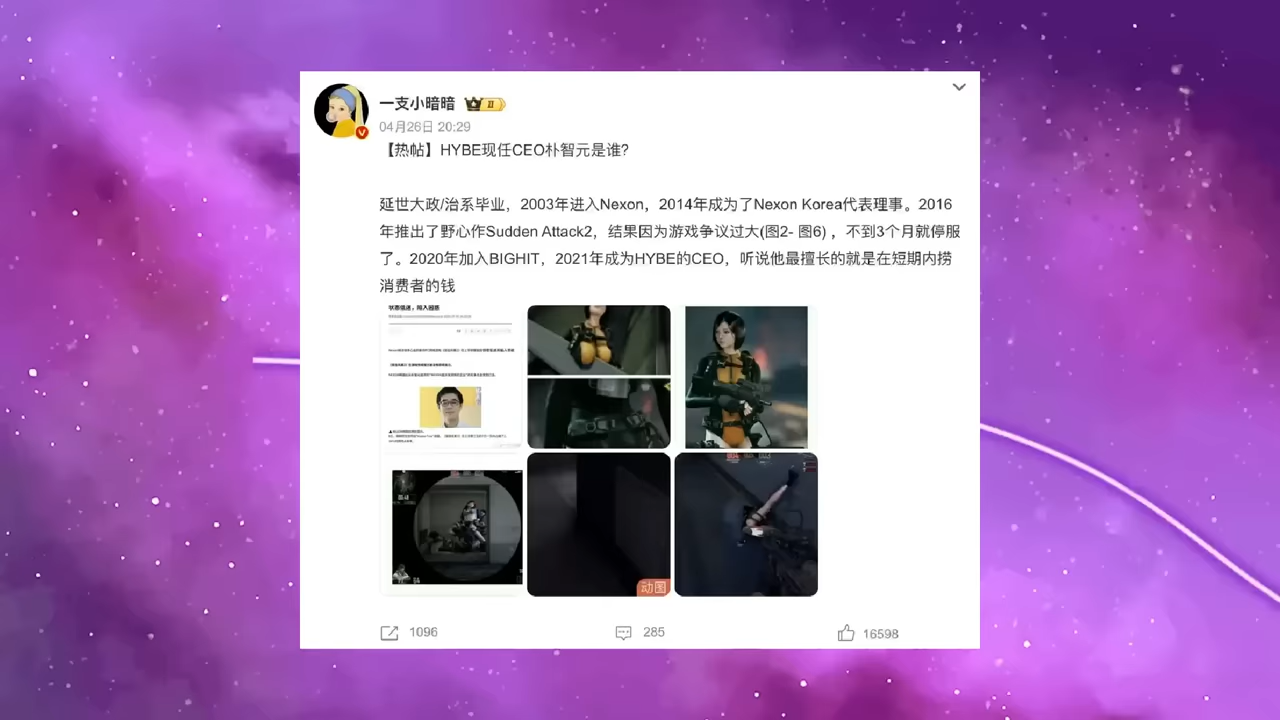 一支小暗暗
II
04月26日 20:29
【热帖】HYBE现任CEO朴智元是谁?
延世大政/治系毕业，2003年进入Nexon，2014年成为了Nexon Korea代表理事。2016
年推出了野心作Sudden Attack2，结果因为游戏争议过大(图2- 图6) ，不到3个月就停服
了。2020年加入BIGHIT，2021年成为HYBE的CEO，听说他最擅长的就是在短期内捞
消费者的钱
动图
1096
285
16598